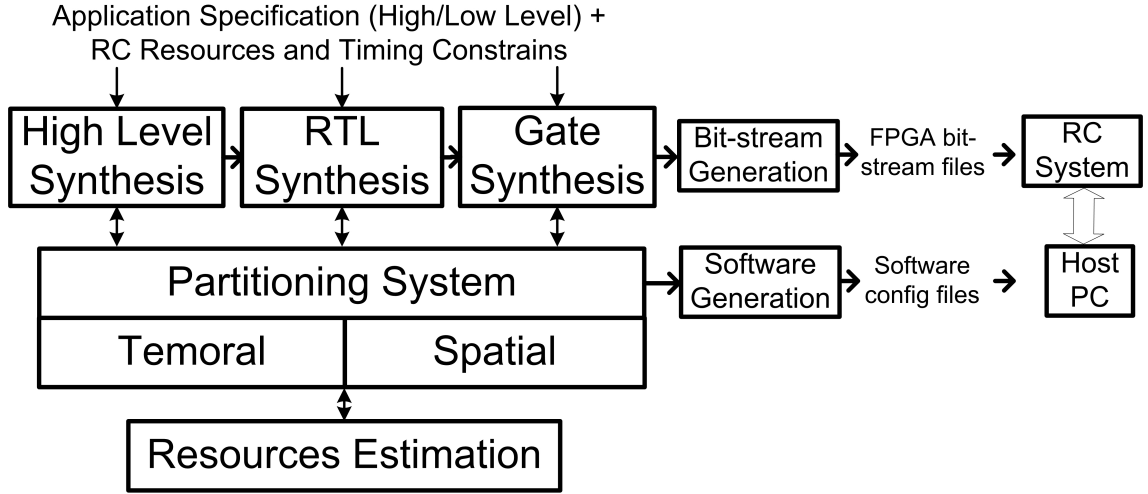 Application Specification (High/Low Level) +
RC Resources and Timing Constrains
High Level
Synthesis
RTL
Synthesis
Gate
Synthesis
Bit-stream
Generation
FPGA bit-
stream files
RC
System
Partitioning System
Temoral
Spatial
Software
Generation
Software
config files
Host
PC
Resources Estimation